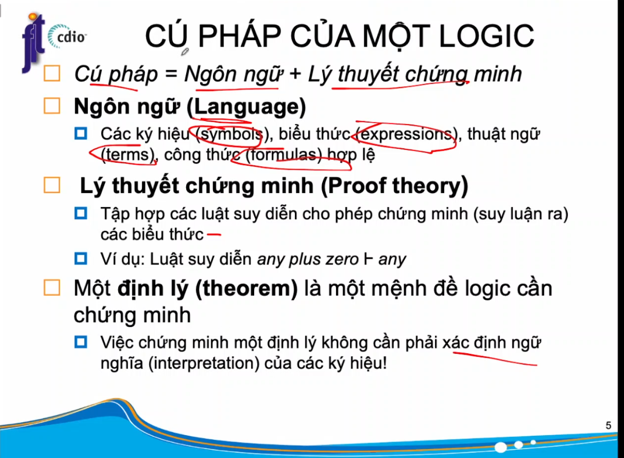 fit cdio
CÚ PHÁP CỦA MỘT LOGIC
Cú pháp = Ngôn ngữ + Lý thuyết chứng minh
Ngôn ngữ (Language)
Các ký hiệu (symbols), biểu thức (expressions), thuật ngữ
(terms), công thức (formulas) hợp lệ
Lý thuyết chứng minh (Proof theory)
Tập hợp các luật suy diễn cho phép chứng minh (suy luận ra)
các biểu thức
Ví dụ: Luật suy diễn any plus zero ⊢ any
Một định lý (theorem) là một mệnh đề logic cần
chứng minh
Việc chứng minh một định lý không cần phải xác định ngữ
nghĩa (interpretation) của các ký hiệu!
5